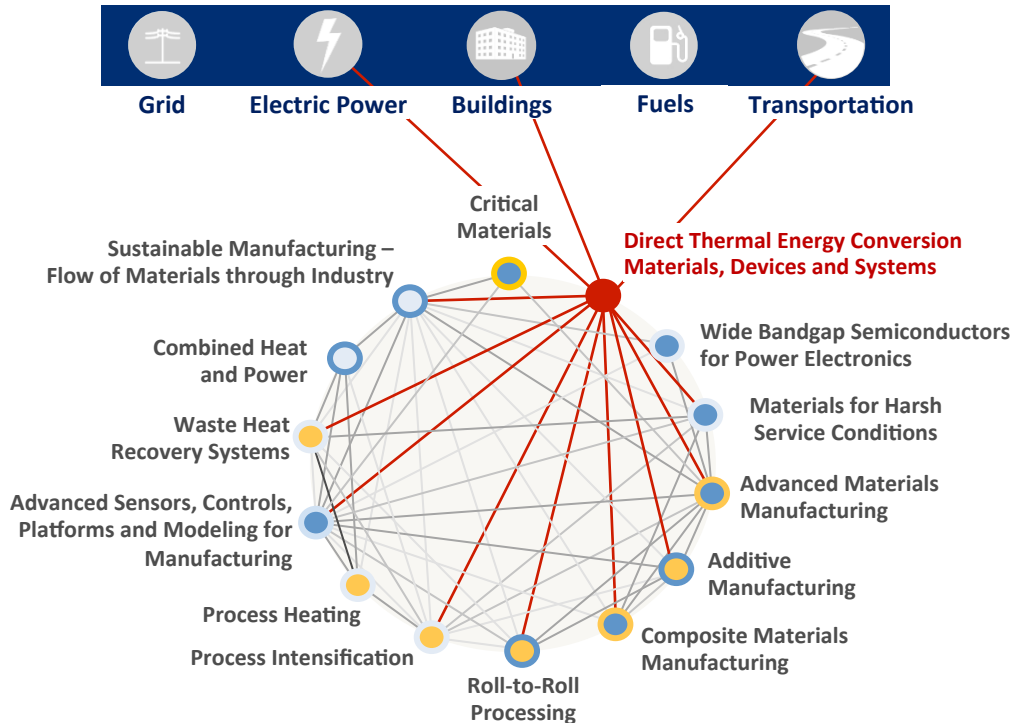 Grid
Electric Power
Buildings
Fuels
Transportation
Critical
Materials
Direct Thermal Energy Conversion
Materials, Devices and Systems
Sustainable Manufacturing –
Flow of Materials through Industry
Wide Bandgap Semiconductors
for Power Electronics
Combined Heat
and Power
Materials for Harsh
Service Conditions
Waste Heat
Recovery Systems
Advanced Materials
Manufacturing
Advanced Sensors, Controls,
Platforms and Modeling for
Manufacturing
Additive
Manufacturing
Process Heating
Composite Materials
Manufacturing
Process Intensification
Roll-to-Roll
Processing